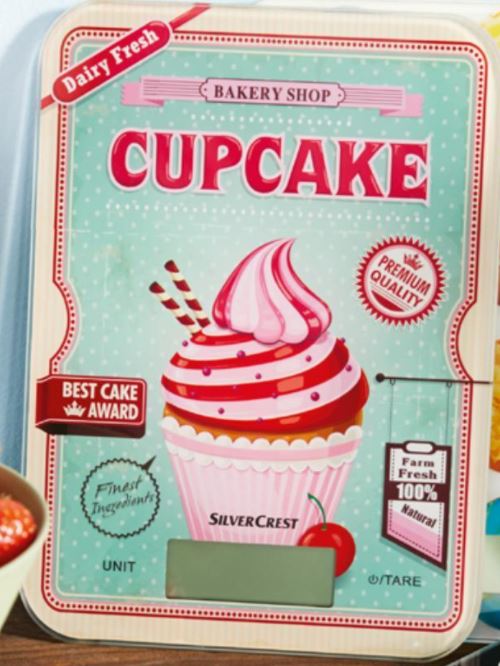 Dairy Fresh
BAKERY SHOP
CUPCAKE
PREMIUM
QUALITY
BEST CAKE
AWARD
Finest
Ingredients
Farm
Fresh
100%
Natural
SILVERCREST
UNIT
⏻/TARE